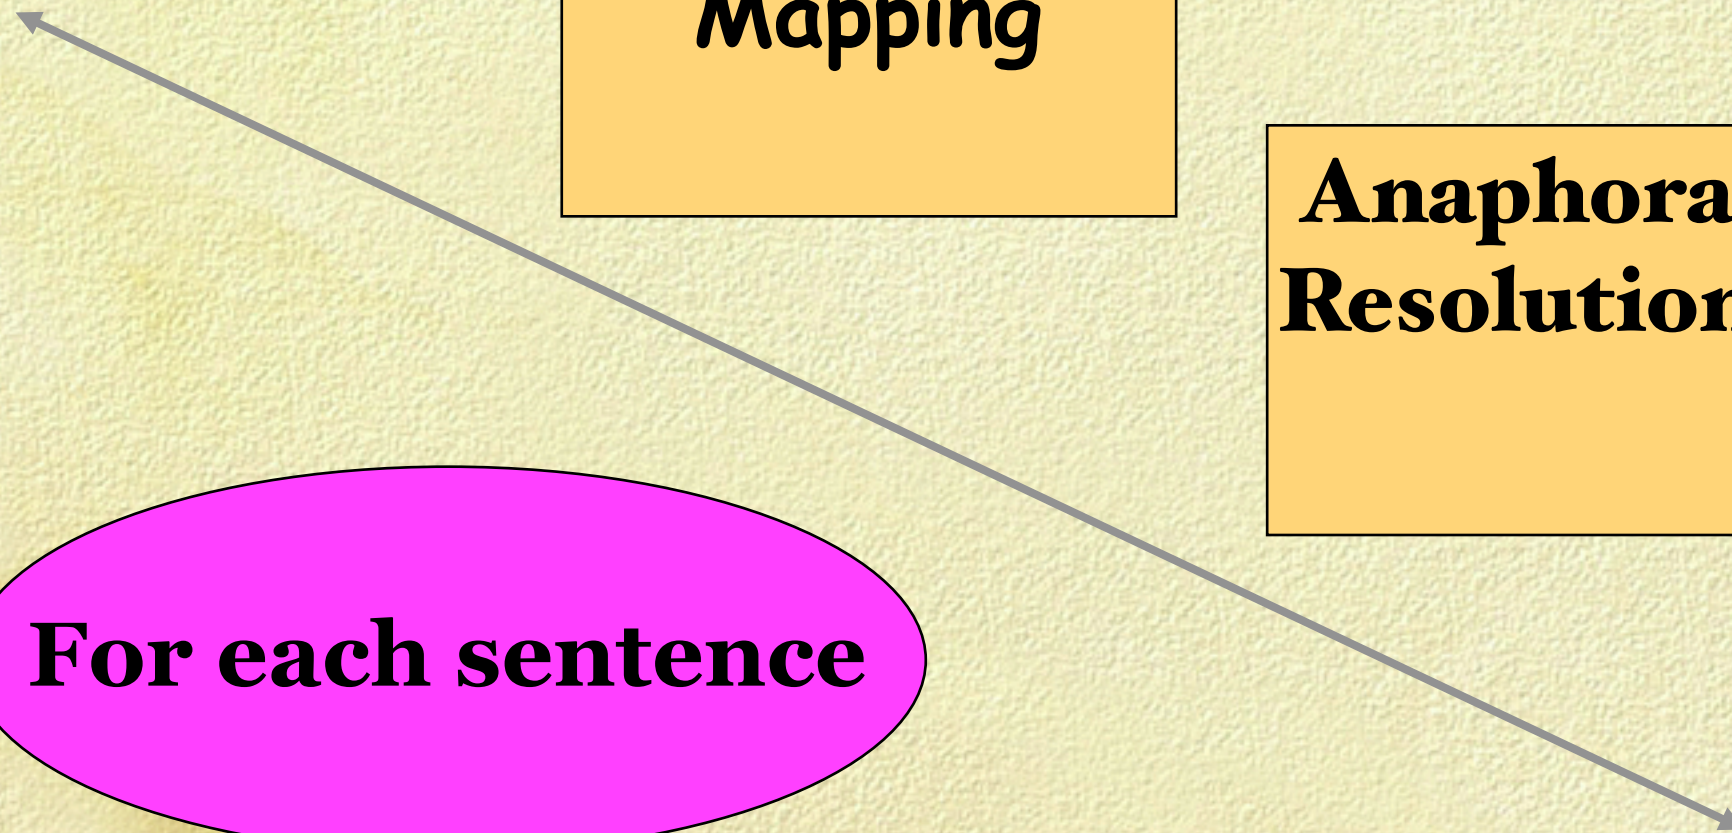 Mapping
Anaphora
Resolution
For each sentence